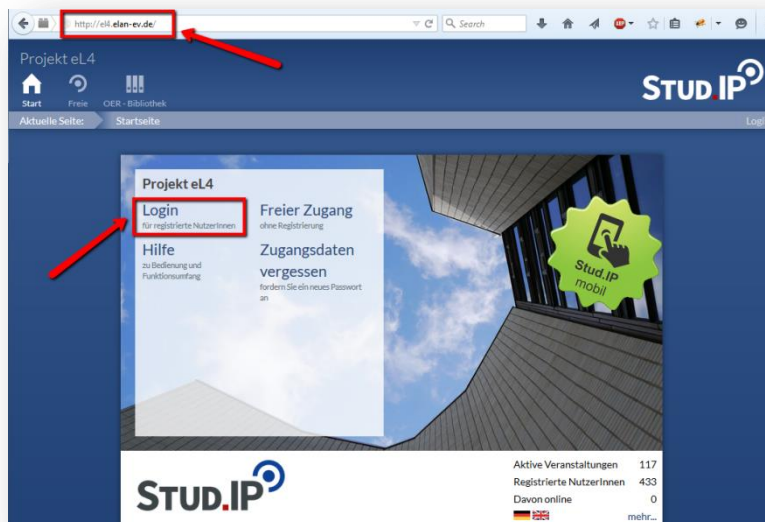 http://el4.elan-ev.de/
Search
Projekt eL4
STUD.IP
Start Freie OER - Bibliothek
Aktuelle Seite: Startseite
Projekt eL4
Login
für registrierte NutzerInnen
Freier Zugang
ohne Registrierung
Hilfe
zu Bedienung und
Funktionsumfang
Zugangsdaten
vergessen
fordern Sie ein neues Passwort
an
Stud.IP
mobil
STUD.IP
Aktive Veranstaltungen 117
Registrierte NutzerInnen 433
Davon online 0
mehr...